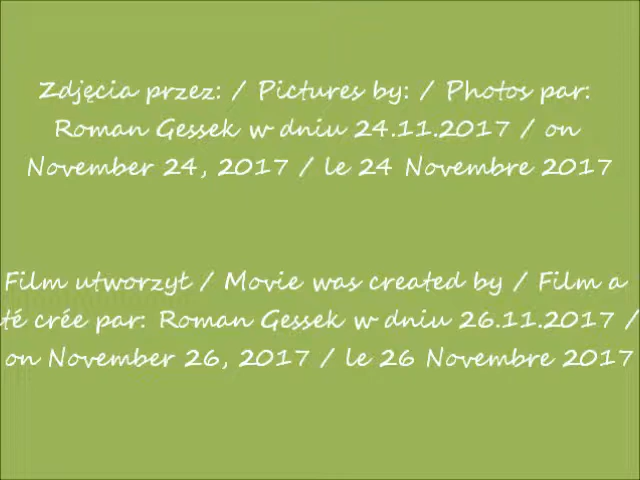 Zdjęcia przez: / Pictures by: / Photos par:
Roman Gessek w dniu 24.11.2017 / on
November 24, 2017 / le 24 Novembre 2017
Film utworzył / Movie was created by / Film a
té crée par: Roman Gessek w dniu 26.11.2017 /
on November 26, 2017 / le 26 Novembre 2017